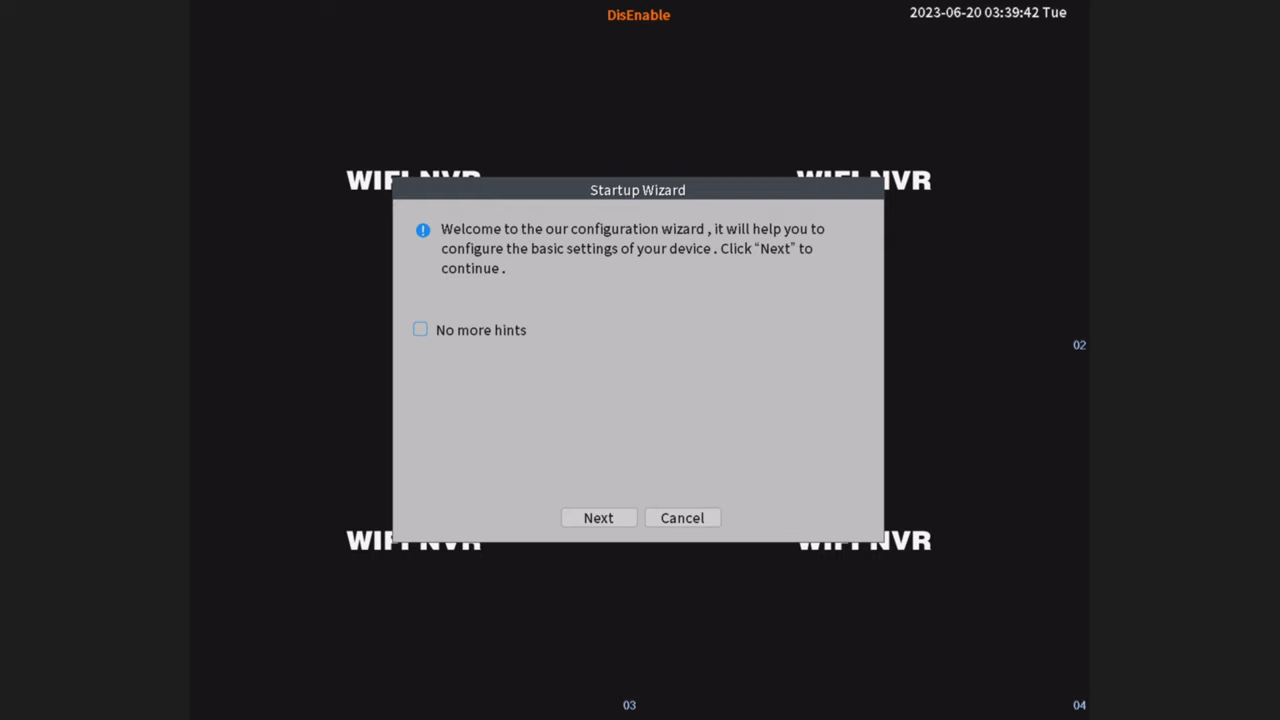 DisEnable
2023-06-20 03:39:42 Tue
WIFI NVR
WIFI NVR
Startup Wizard
Welcome to the our configuration wizard , it will help you to
configure the basic settings of your device . Click “Next” to
continue .
No more hints
02
Next
Cancel
WIFI NVR
WIFI NVR
03
04